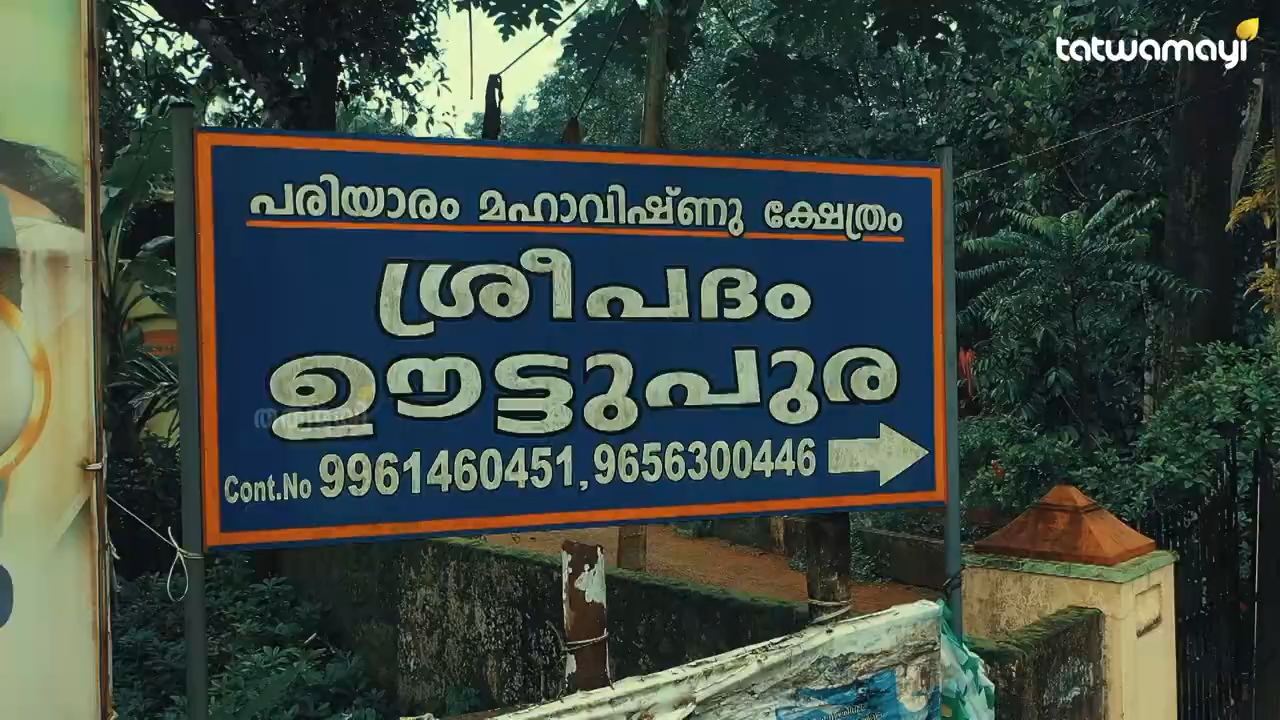 tatwamayi
പരിയാരം മഹാവിഷ്ണു ക്ഷേത്രം
ശ്രീപദം
ഊട്ടുപുര
Cont.No 9961460451, 9656300446